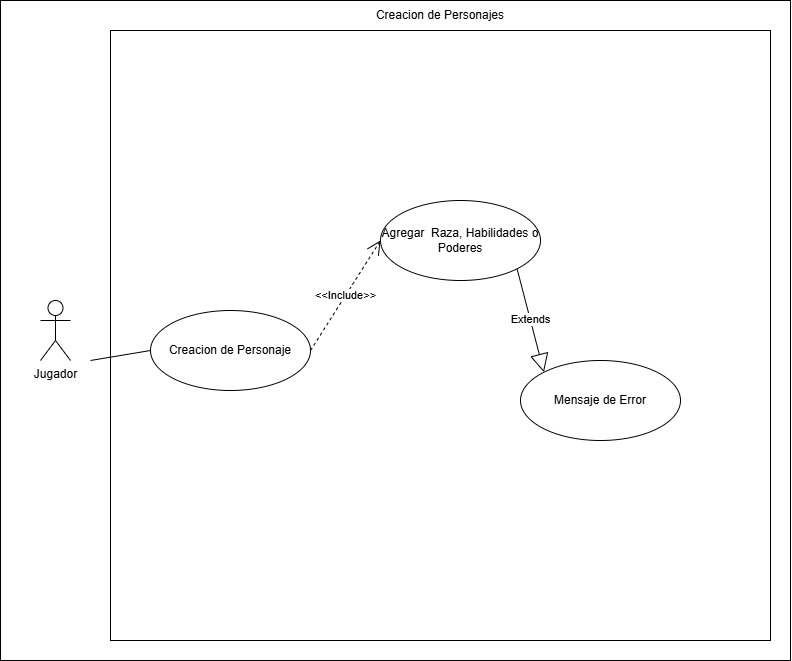 Creacion de Personajes
Agregar  Raza, Habilidades o
Poderes
<<Include>>
Extends
Creacion de Personaje
Jugador
Mensaje de Error